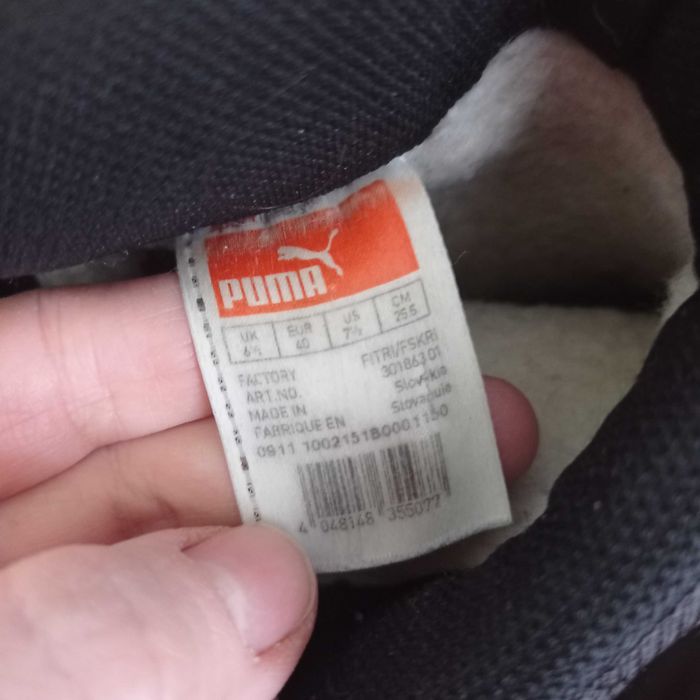 PUMA
UK EUR US CM
6½ 40 7½ 25.5
FACTORY FITRI/FSKRI
ART.NO. 301863 01
MADE IN Slovakia
FABRIQUE EN Slovaquie
0911 1002151B0001150
4 048148 355077